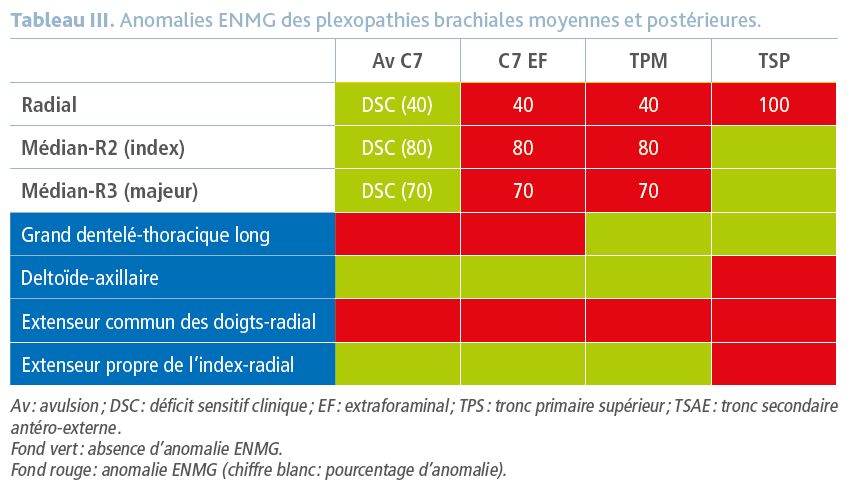 Tableau III. Anomalies ENMG des plexopathies brachiales moyennes et postérieures.
Av C7 C7 EF TPM TSP
Radial DSC (40) 40 40 100
Médian-R2 (index) DSC (80) 80 80
Médian-R3 (majeur) DSC (70) 70 70
Grand dentelé-thoracique long
Deltoïde-axillaire
Extenseur commun des doigts-radial
Extenseur propre de l’index-radial
Av : avulsion ; DSC : déficit sensitif clinique ; EF : extraforaminal ; TPS : tronc primaire supérieur ; TSAE : tronc secondaire
antéro-externe.
Fond vert : absence d’anomalie ENMG.
Fond rouge : anomalie ENMG (chiffre blanc : pourcentage d’anomalie).